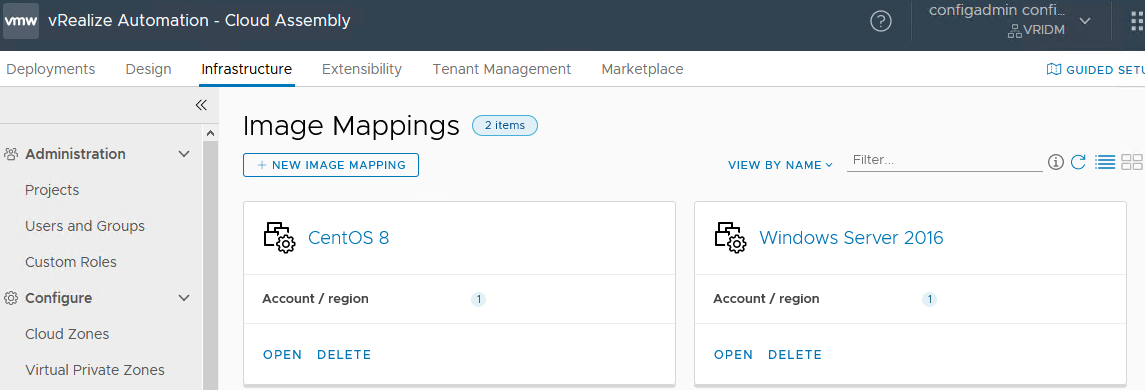 vmw vRealize Automation - Cloud Assembly
configadmin confi...
VRIDM
Deployments Design Infrastructure Extensibility Tenant Management Marketplace GUIDED SETU
Image Mappings 2 items
Administration
+ NEW IMAGE MAPPING VIEW BY NAME Filter...
Projects
Users and Groups
CentOS 8 Windows Server 2016
Custom Roles
Configure
Account / region 1 Account / region 1
Cloud Zones
OPEN DELETE OPEN DELETE
Virtual Private Zones